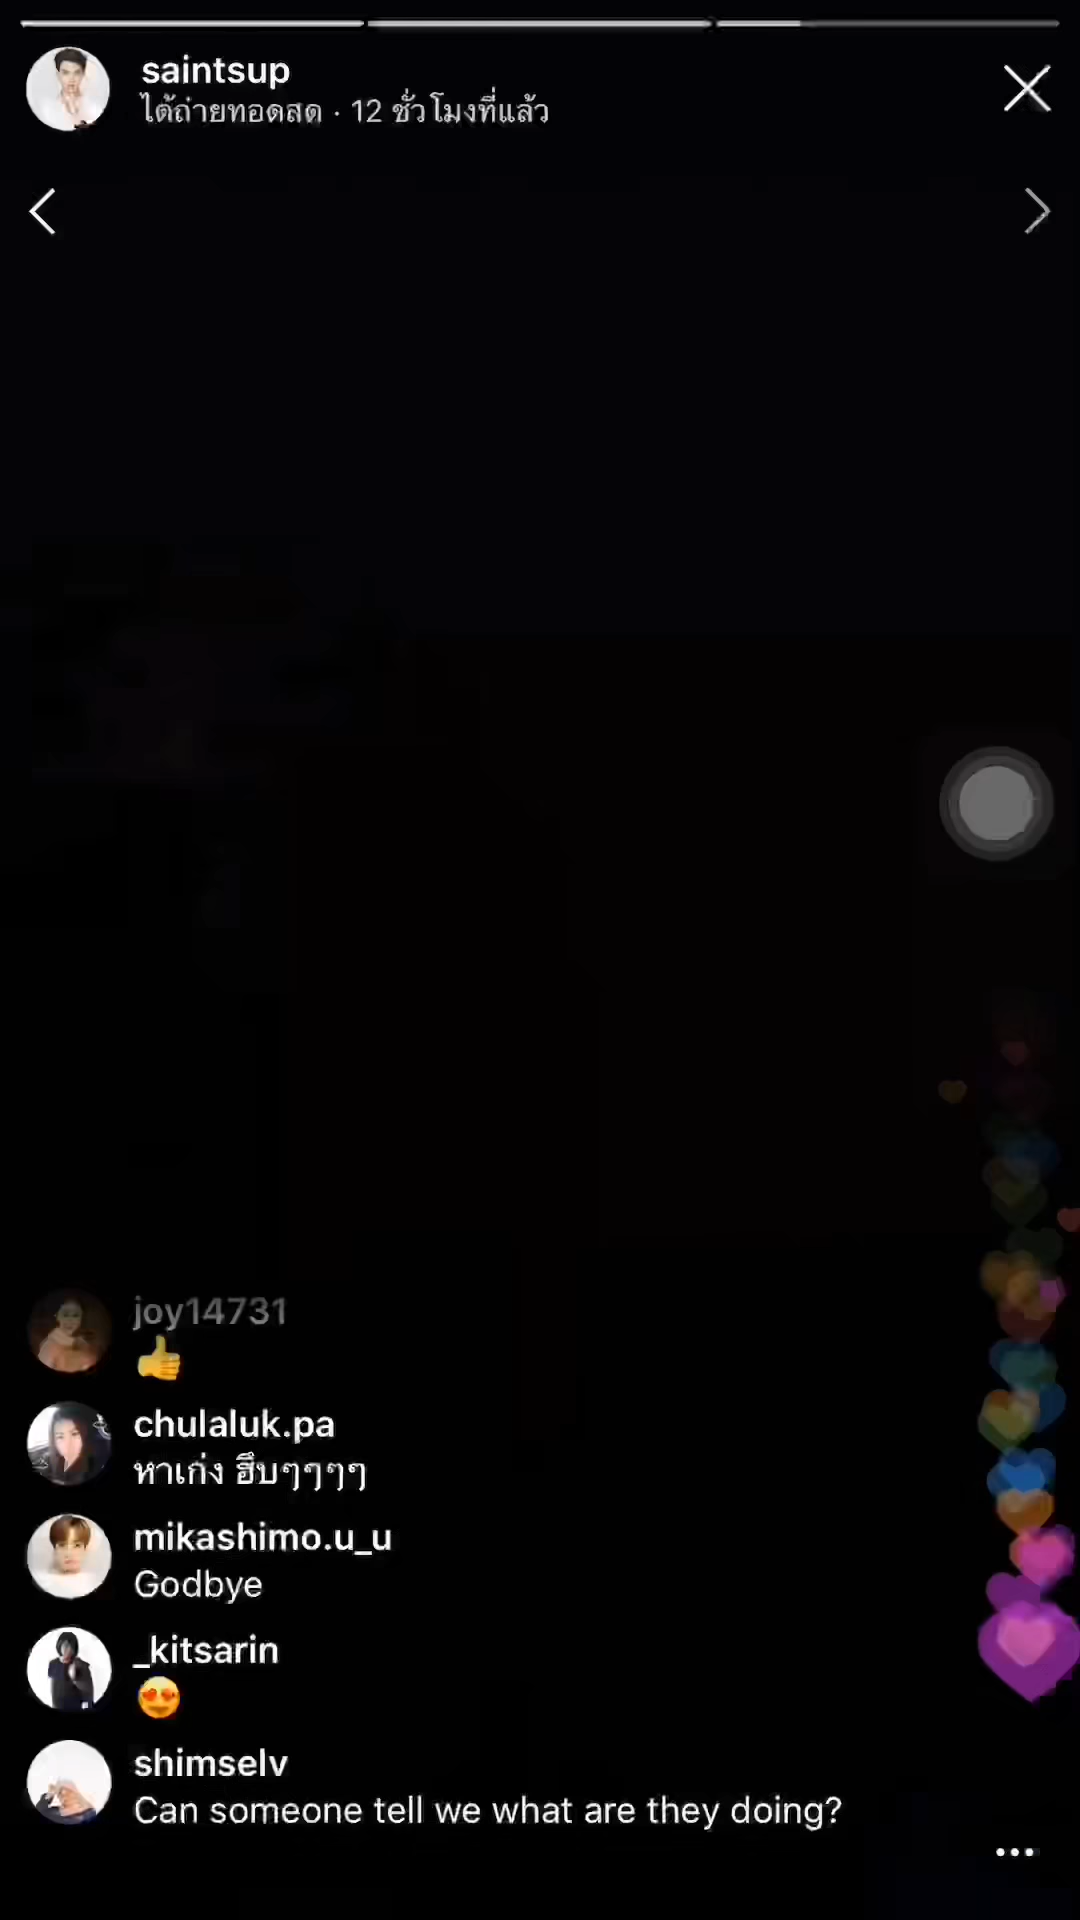 saintsup
ได้ถ่ายทอดสด · 12 ชั่วโมงที่แล้ว
joy14731
👍
chulaluk.pa
หาเก่ง ฮึบๆๆๆๆ
mikashimo.u_u
Godbye
_kitsarin
😍
shimselv
Can someone tell we what are they doing?